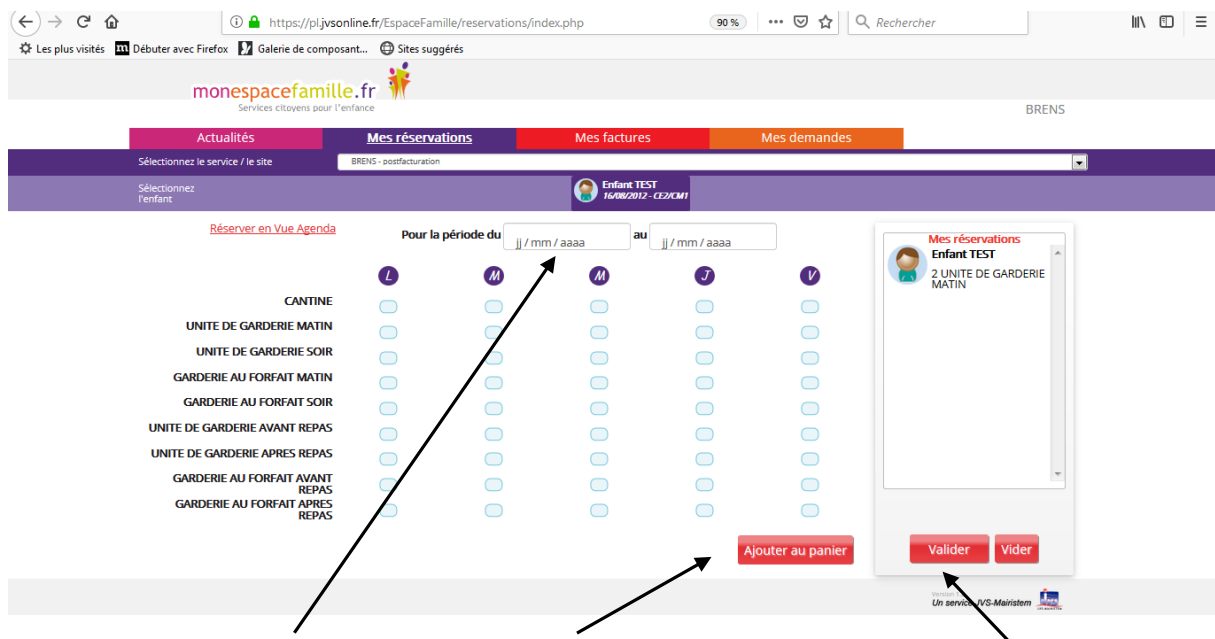 https://pl.jvsonline.fr/EspaceFamille/reservations/index.php 90 % Rechercher
Les plus visités Débuter avec Firefox Galerie de composant... Sites suggérés
monespacefamille.fr
Services citoyens pour l'enfance
BRENS
Actualités Mes réservations Mes factures Mes demandes
Sélectionnez le service / le site BRENS - postfacturation
Sélectionnez
l'enfant
Enfant TEST
16/08/2012 - CE2/CM1
Réserver en Vue Agenda Pour la période du jj / mm / aaaa au jj / mm / aaaa
L M M J V
CANTINE
UNITE DE GARDERIE MATIN
UNITE DE GARDERIE SOIR
GARDERIE AU FORFAIT MATIN
GARDERIE AU FORFAIT SOIR
UNITE DE GARDERIE AVANT REPAS
UNITE DE GARDERIE APRES REPAS
GARDERIE AU FORFAIT AVANT
REPAS
GARDERIE AU FORFAIT APRES
REPAS
Mes réservations
Enfant TEST
2 UNITE DE GARDERIE
MATIN
Ajouter au panier Valider Vider
Version
Un service JVS-Mairistem